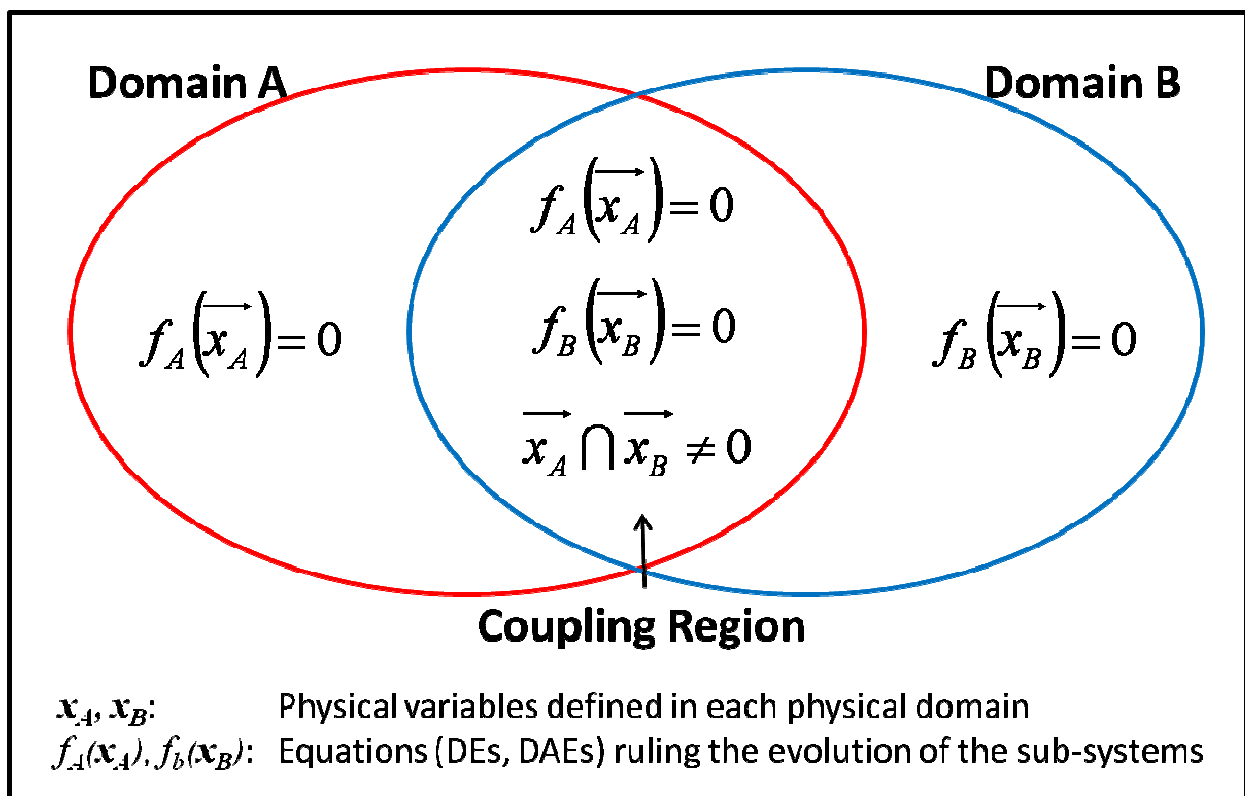 Domain A Domain B
f_A(x_A→) = 0
f_A(x_A→) = 0 f_B(x_B→) = 0 f_B(x_B→) = 0
x_A→ ⋂ x_B→ ≠ 0
Coupling Region
x_A, x_B: Physical variables defined in each physical domain
f_A(x_A), f_b(x_B): Equations (DEs, DAEs) ruling the evolution of the sub-systems